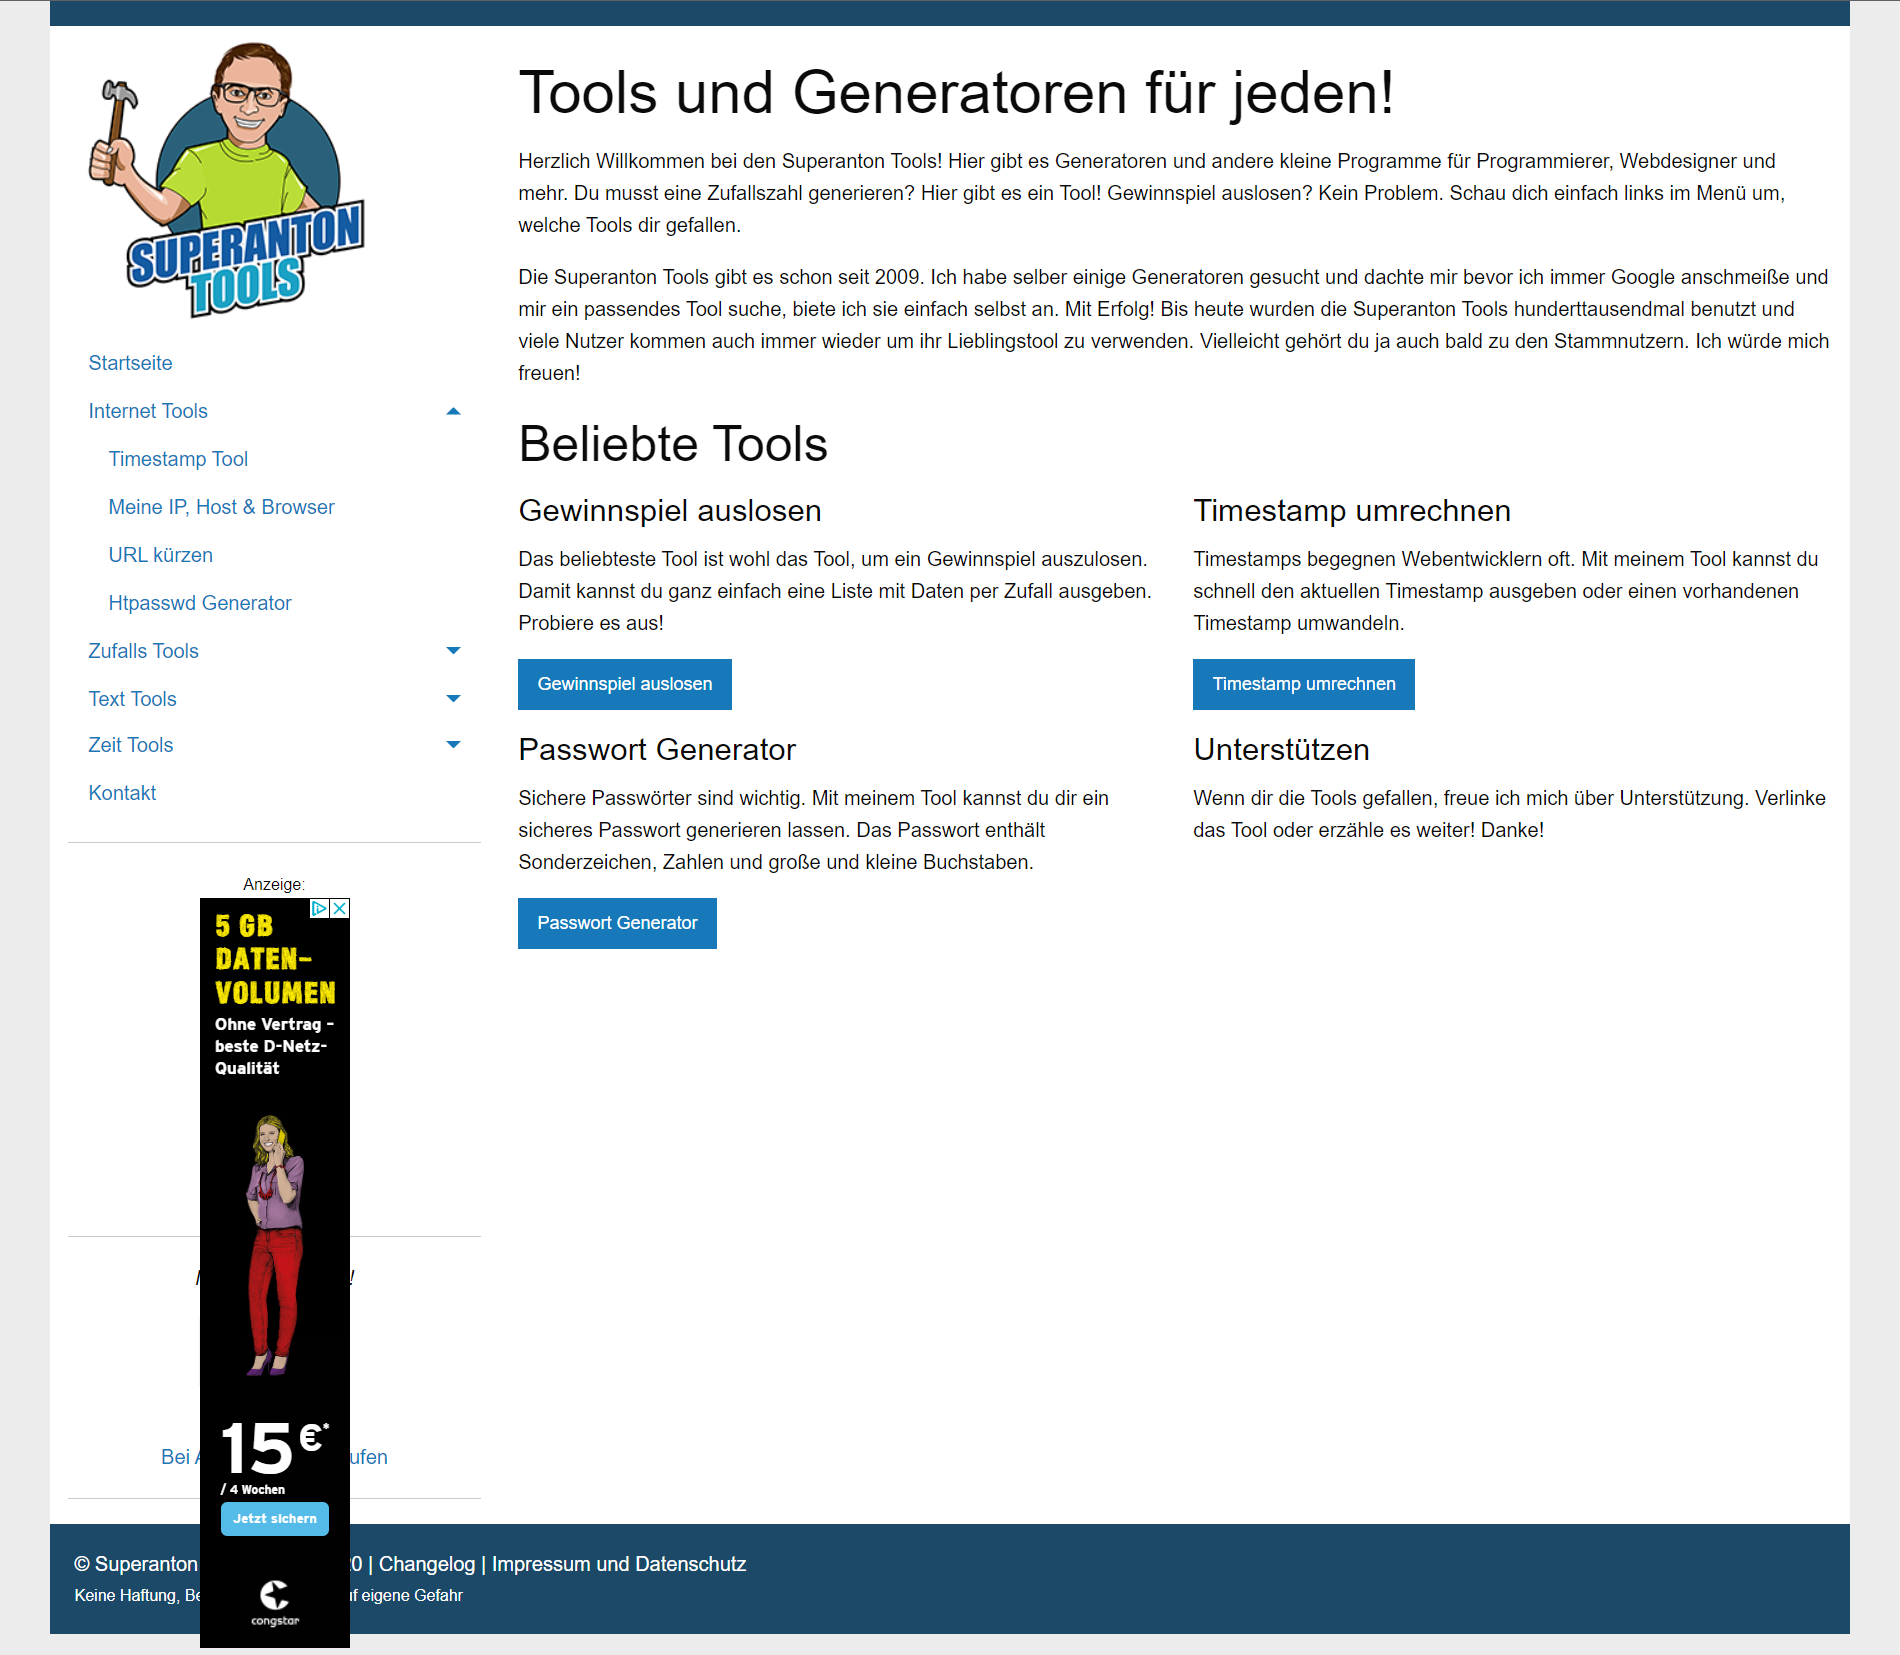 SUPERANTON
TOOLS
Startseite
Internet Tools
Timestamp Tool
Meine IP, Host & Browser
URL kürzen
Htpasswd Generator
Zufalls Tools
Text Tools
Zeit Tools
Kontakt
Anzeige:
5 GB
DATEN-
VOLUMEN
Ohne Vertrag -
beste D-Netz-
Qualität
!
Bei
ufen
15 €*
/ 4 Wochen
Jetzt sichern
congstar
Tools und Generatoren für jeden!
Herzlich Willkommen bei den Superanton Tools! Hier gibt es Generatoren und andere kleine Programme für Programmierer, Webdesigner und
mehr. Du musst eine Zufallszahl generieren? Hier gibt es ein Tool! Gewinnspiel auslosen? Kein Problem. Schau dich einfach links im Menü um,
welche Tools dir gefallen.
Die Superanton Tools gibt es schon seit 2009. Ich habe selber einige Generatoren gesucht und dachte mir bevor ich immer Google anschmeiße und
mir ein passendes Tool suche, biete ich sie einfach selbst an. Mit Erfolg! Bis heute wurden die Superanton Tools hunderttausendmal benutzt und
viele Nutzer kommen auch immer wieder um ihr Lieblingstool zu verwenden. Vielleicht gehört du ja auch bald zu den Stammnutzern. Ich würde mich
freuen!
Beliebte Tools
Gewinnspiel auslosen
Das beliebteste Tool ist wohl das Tool, um ein Gewinnspiel auszulosen.
Damit kannst du ganz einfach eine Liste mit Daten per Zufall ausgeben.
Probiere es aus!
Gewinnspiel auslosen
Timestamp umrechnen
Timestamps begegnen Webentwicklern oft. Mit meinem Tool kannst du
schnell den aktuellen Timestamp ausgeben oder einen vorhandenen
Timestamp umwandeln.
Timestamp umrechnen
Passwort Generator
Sichere Passwörter sind wichtig. Mit meinem Tool kannst du dir ein
sicheres Passwort generieren lassen. Das Passwort enthält
Sonderzeichen, Zahlen und große und kleine Buchstaben.
Passwort Generator
Unterstützen
Wenn dir die Tools gefallen, freue ich mich über Unterstützung. Verlinke
das Tool oder erzähle es weiter! Danke!
© Superanton 20 | Changelog | Impressum und Datenschutz
Keine Haftung, Be uf eigene Gefahr